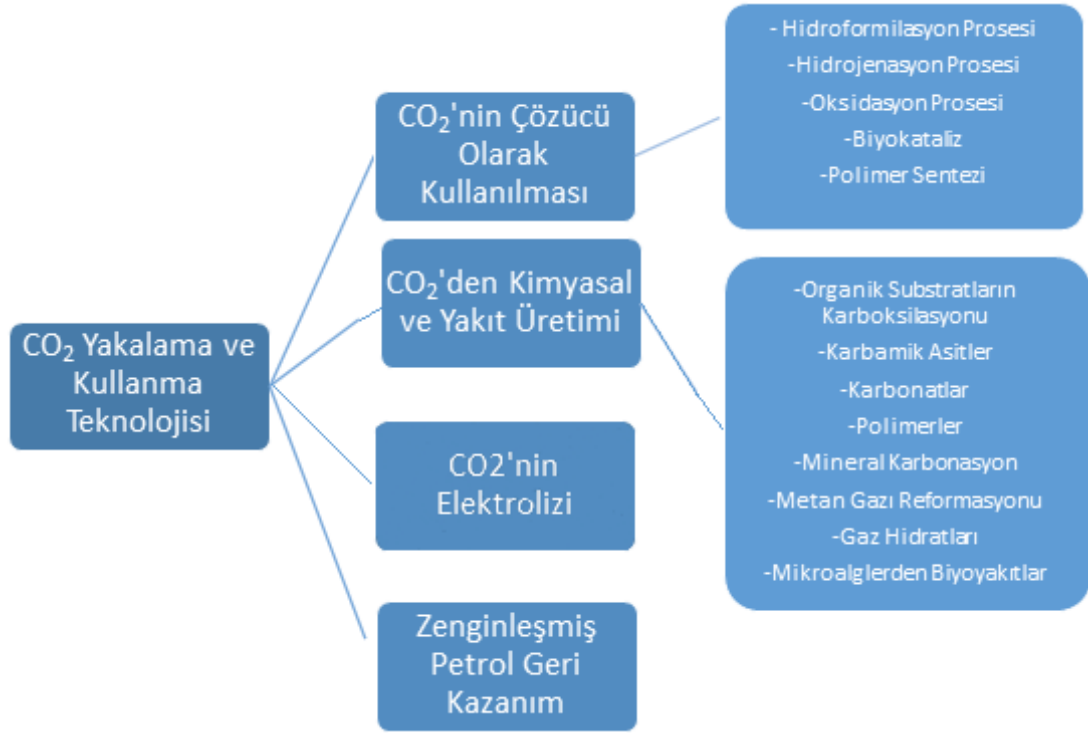 CO₂ Yakalama ve
Kullanma
Teknolojisi
CO₂'nin Çözücü
Olarak
Kullanılması
- Hidroformilasyon Prosesi
-Hidrojenasyon Prosesi
-Oksidasyon Prosesi
-Biyokataliz
-Polimer Sentezi
CO₂'den Kimyasal
ve Yakıt Üretimi
-Organik Substratların
Karboksilasyonu
-Karbamik Asitler
-Karbonatlar
-Polimerler
-Mineral Karbonasyon
-Metan Gazı Reformasyonu
-Gaz Hidratları
-Mikroalglerden Biyoyakıtlar
CO2'nin
Elektrolizi
Zenginleşmiş
Petrol Geri
Kazanım